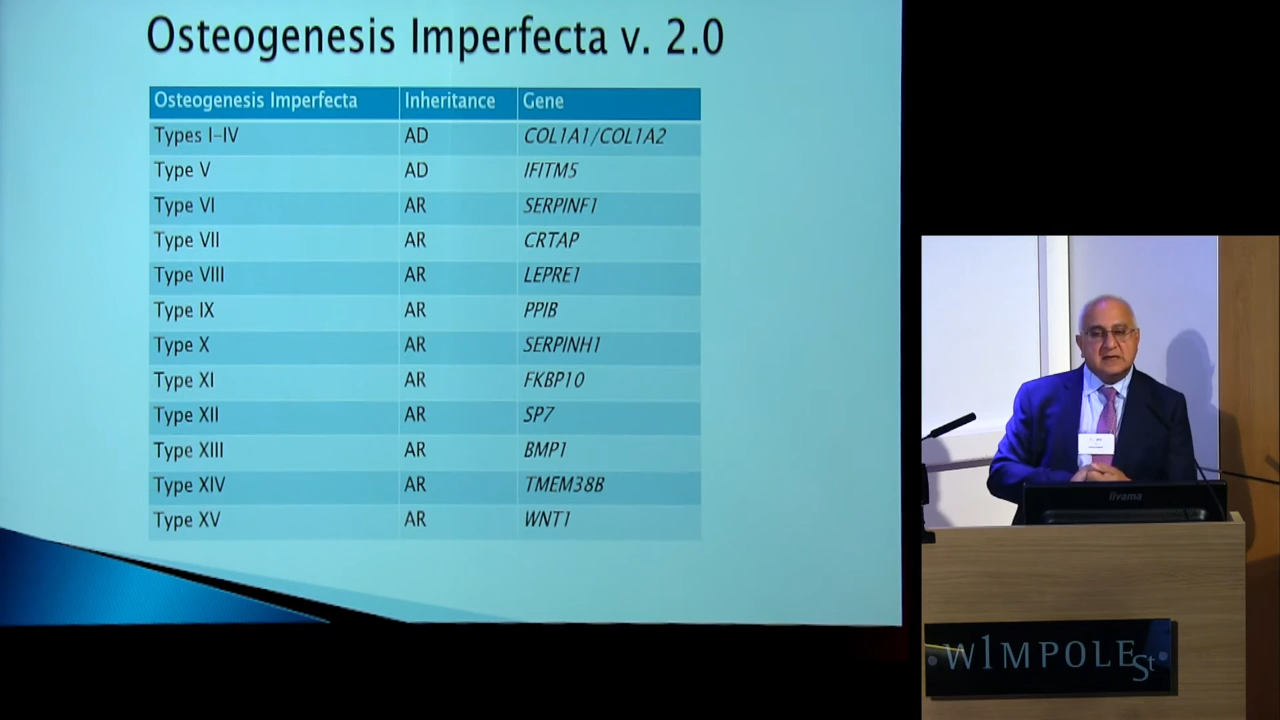 Osteogenesis Imperfecta v. 2.0
Osteogenesis Imperfecta Inheritance Gene
Types I-IV AD COL1A1/COL1A2
Type V AD IFITM5
Type VI AR SERPINF1
Type VII AR CRTAP
Type VIII AR LEPRE1
Type IX AR PPIB
Type X AR SERPINH1
Type XI AR FKBP10
Type XII AR SP7
Type XIII AR BMP1
Type XIV AR TMEM38B
Type XV AR WNT1
iiyama
W1MPOLE St